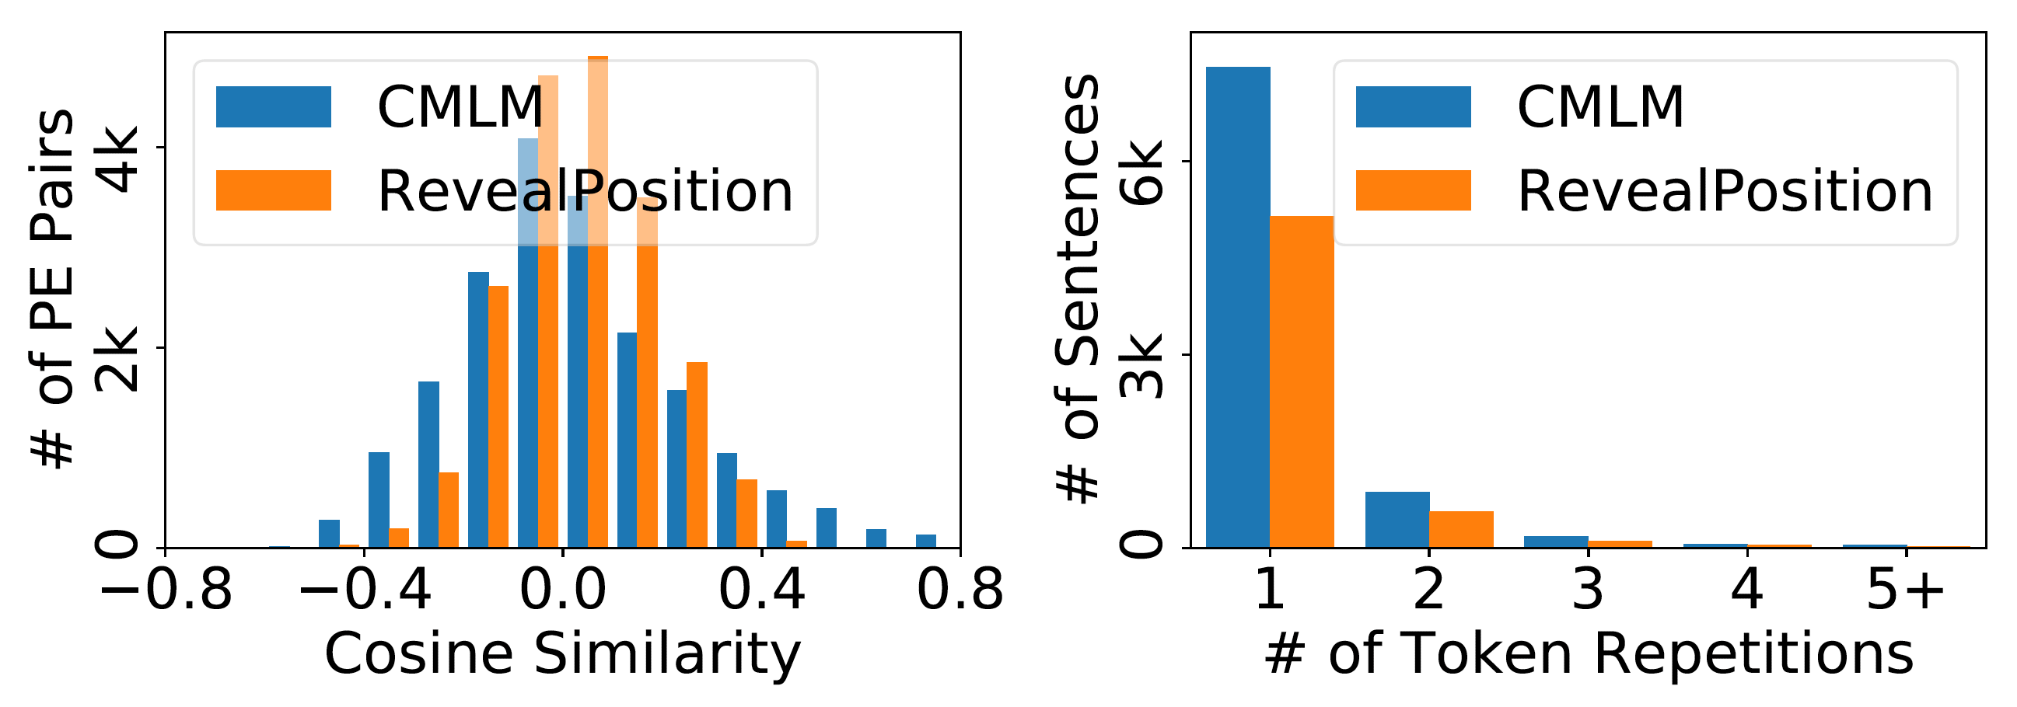 # of PE Pairs
4k
2k
0
CMLM
RevealPosition
−0.8 −0.4 0.0 0.4 0.8
Cosine Similarity
# of Sentences
6k
3k
0
CMLM
RevealPosition
1 2 3 4 5+
# of Token Repetitions